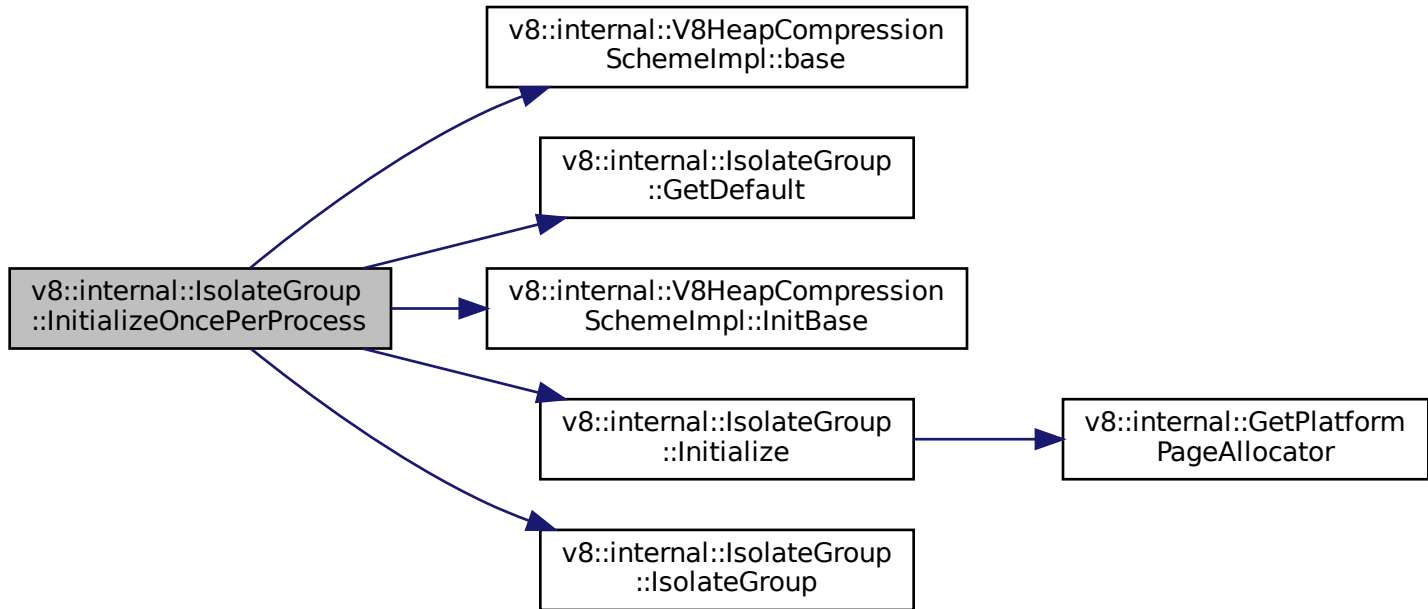 v8::internal::V8HeapCompression
SchemeImpl::base
v8::internal::IsolateGroup
::GetDefault
v8::internal::IsolateGroup
::InitializeOncePerProcess
v8::internal::V8HeapCompression
SchemeImpl::InitBase
v8::internal::IsolateGroup
::Initialize
v8::internal::GetPlatform
PageAllocator
v8::internal::IsolateGroup
::IsolateGroup